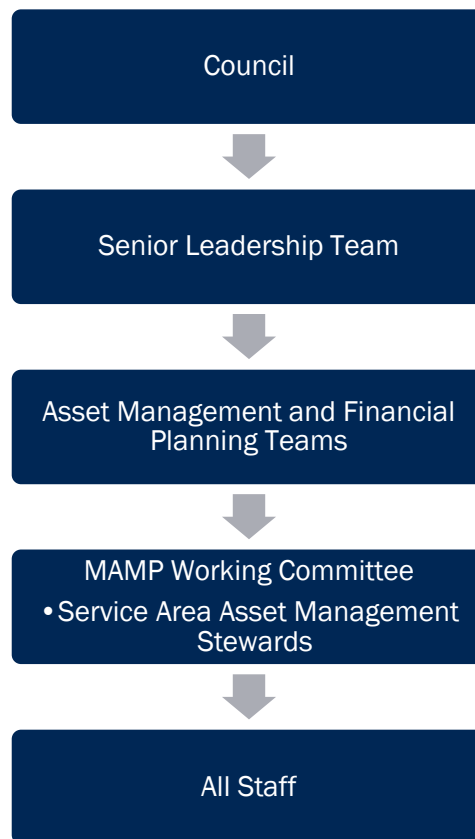 Council
Senior Leadership Team
Asset Management and Financial
Planning Teams
MAMP Working Committee
•Service Area Asset Management
Stewards
All Staff